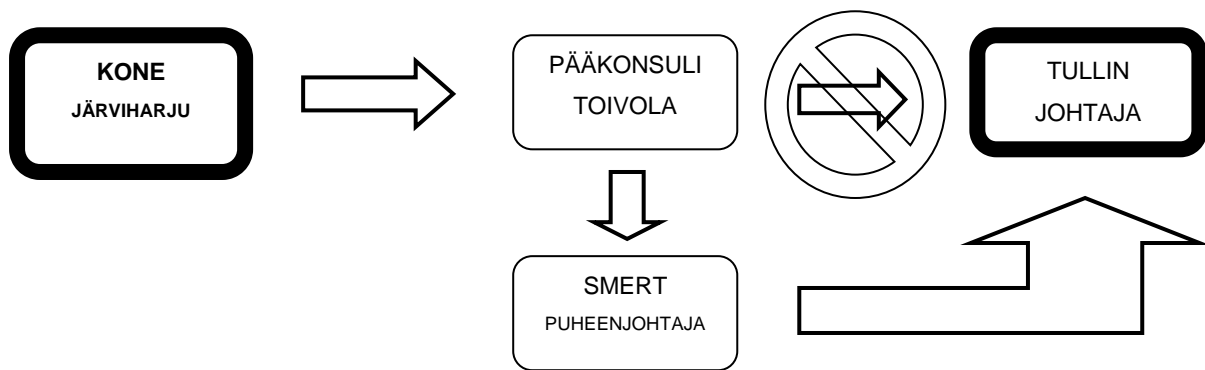 KONE
JÄRVIHARJU
PÄÄKONSULI
TOIVOLA
TULLIN
JOHTAJA
SMERT
PUHEENJOHTAJA